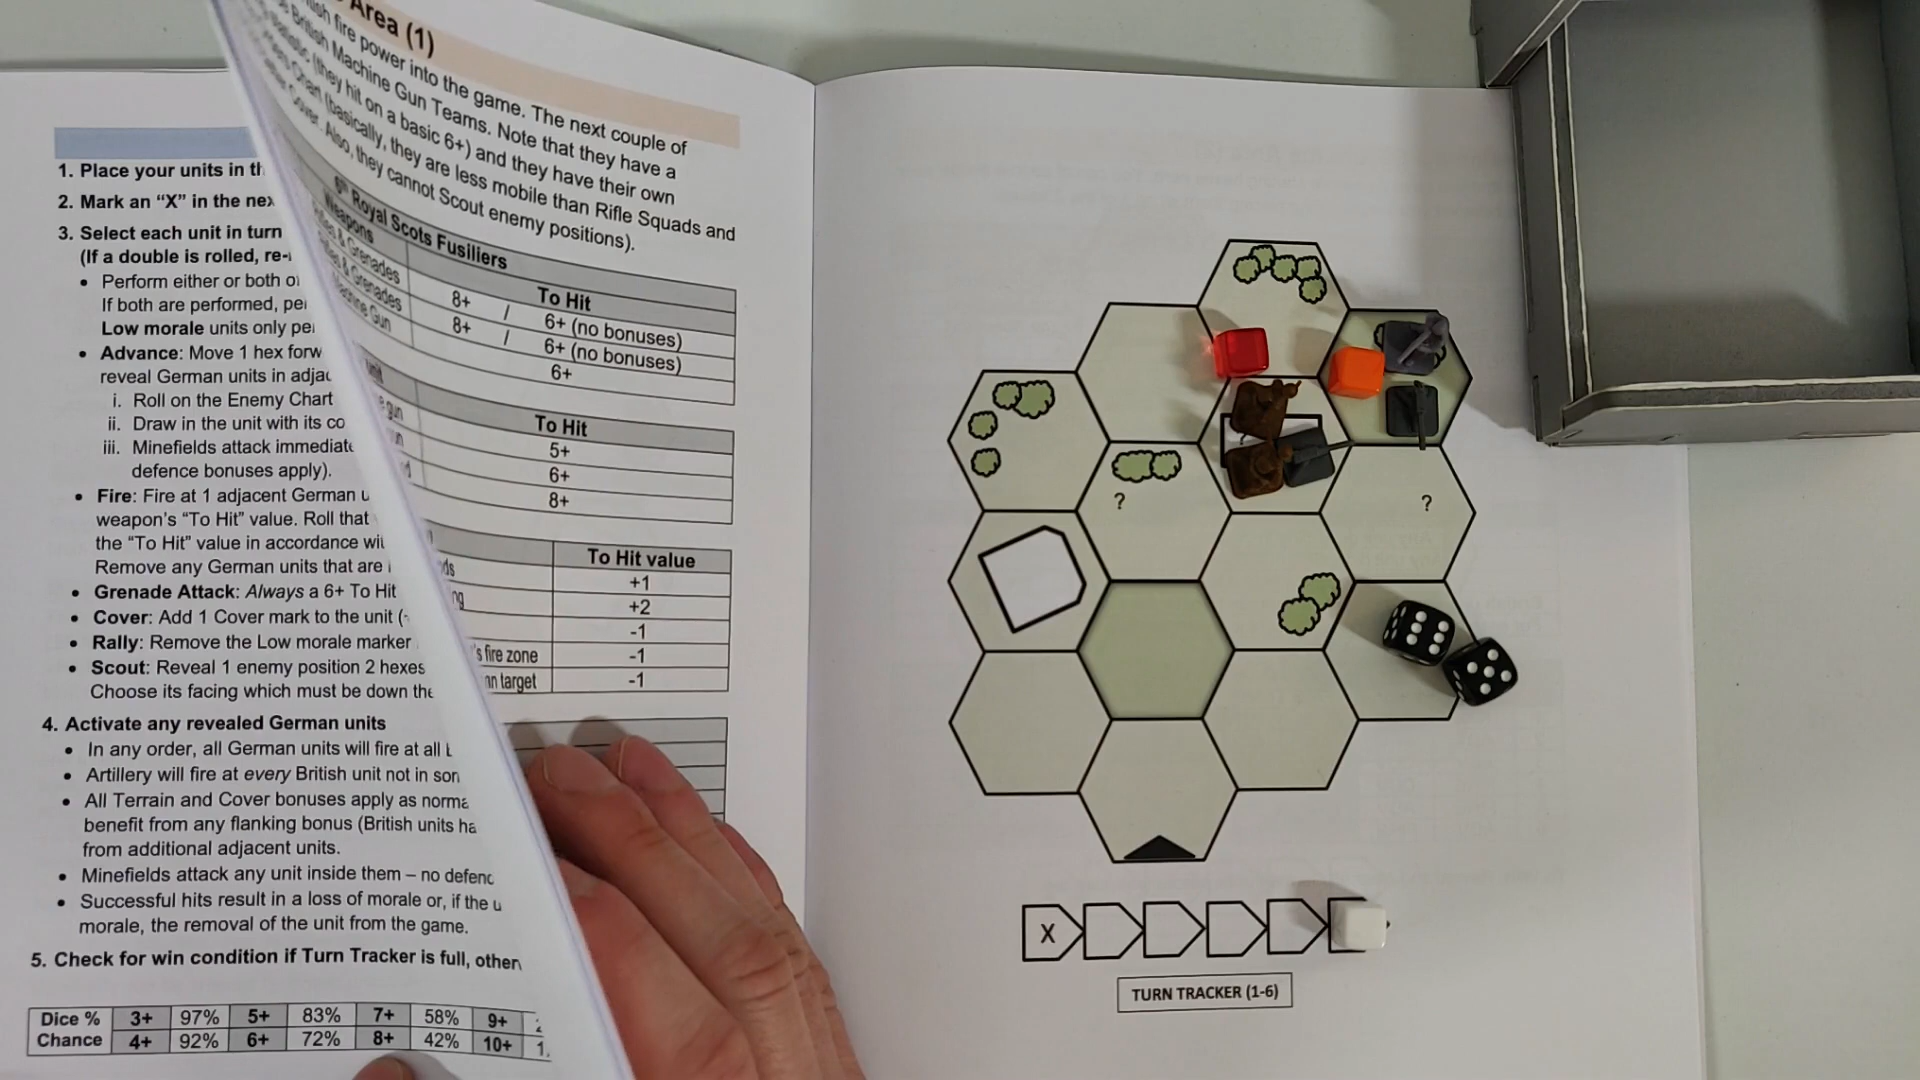 1. Place your units in th
2. Mark an “X” in the nex
3. Select each unit in turn
(If a double is rolled, re-
• Perform either or both o
If both are performed, per
Low morale units only pe
• Advance: Move 1 hex forw
reveal German units in adja
i. Roll on the Enemy Chart
ii. Draw in the unit with its co
iii. Minefields attack immediate
defence bonuses apply).
• Fire: Fire at 1 adjacent German u
weapon’s “To Hit” value. Roll that
the “To Hit” value in accordance wi
Remove any German units that are
• Grenade Attack: Always a 6+ To Hit
• Cover: Add 1 Cover mark to the unit (-
• Rally: Remove the Low morale marker
• Scout: Reveal 1 enemy position 2 hexes
Choose its facing which must be down the
4. Activate any revealed German units
• In any order, all German units will fire at all
• Artillery will fire at every British unit not in som
• All Terrain and Cover bonuses apply as norma
benefit from any flanking bonus (British units ha
from additional adjacent units.
• Minefields attack any unit inside them – no defenc
• Successful hits result in a loss of morale or, if the u
morale, the removal of the unit from the game.
5. Check for win condition if Turn Tracker is full, other
Dice % 3+ 97% 5+ 83% 7+ 58% 9+
Chance 4+ 92% 6+ 72% 8+ 42% 10+
Area (1)
fire power into the game. The next couple of
British Machine Gun Teams. Note that they have a
(they hit on a basic 6+) and they have their own
Chart (basically, they are less mobile than Rifle Squads and
Cover. Also, they cannot Scout enemy positions).
Royal Scots Fusiliers
Weapons To Hit
& Grenades 8+ / 6+ (no bonuses)
& Grenades 8+ / 6+ (no bonuses)
Machine Gun 6+
To Hit
gun 5+
6+
8+
To Hit value
+1
+2
-1
's fire zone -1
target -1
?
?
X
TURN TRACKER (1-6)